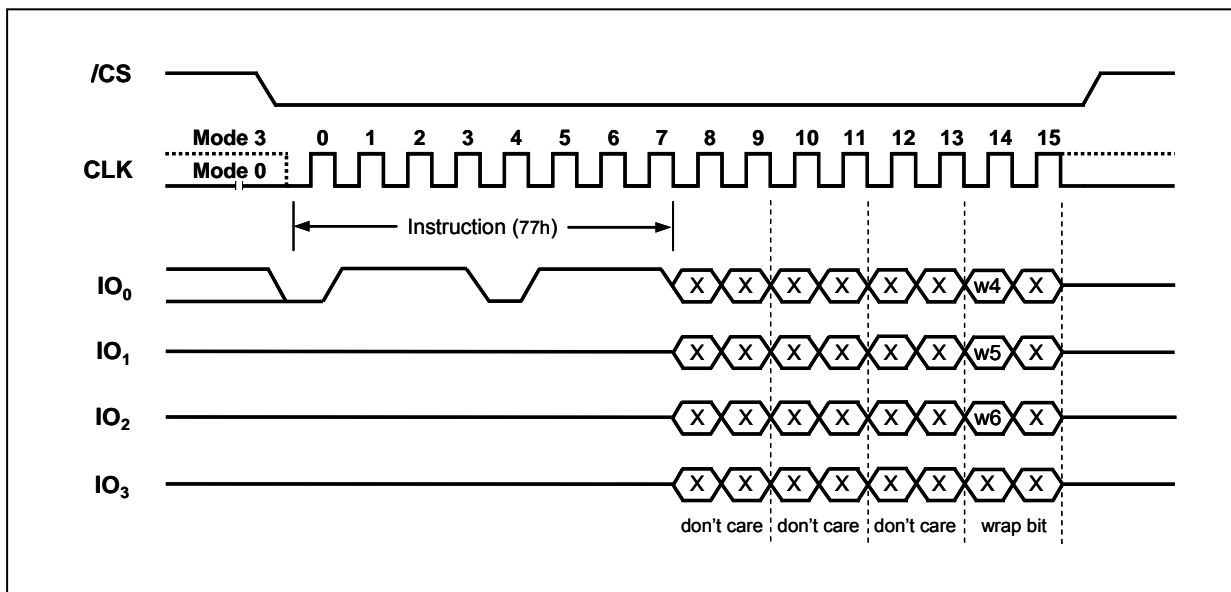 /CS
Mode 3 0 1 2 3 4 5 6 7 8 9 10 11 12 13 14 15
CLK Mode 0
Instruction (77h)
IO0 X X X X X X w4 X
IO1 X X X X X X w5 X
IO2 X X X X X X w6 X
IO3 X X X X X X X X
don't care don't care don't care wrap bit